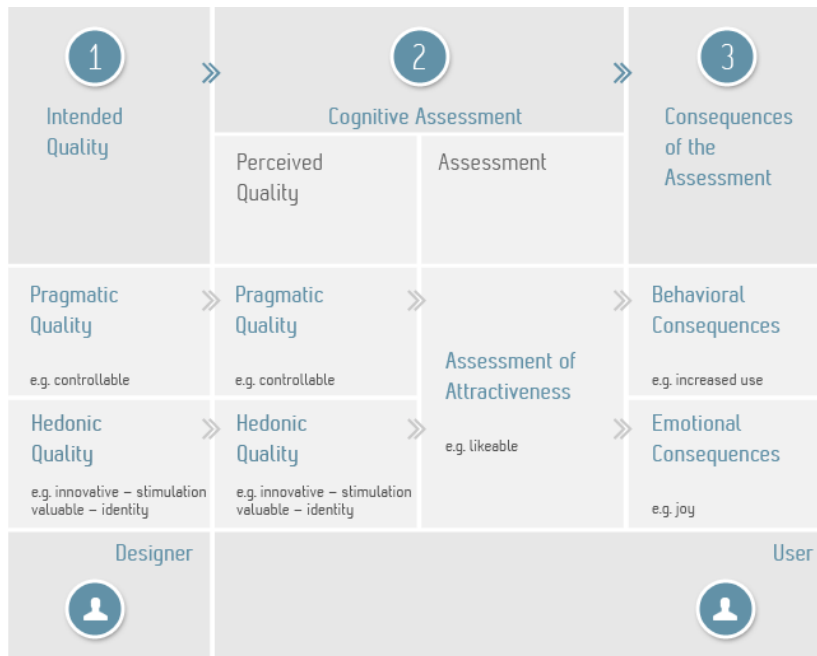 1
Intended
Quality
2
Cognitive Assessment
3
Consequences
of the
Assessment
Perceived
Quality
Assessment
Pragmatic
Quality
e.g. controllable
Pragmatic
Quality
e.g. controllable
Assessment of
Attractiveness
e.g. likeable
Behavioral
Consequences
e.g. increased use
Hedonic
Quality
e.g. innovative – stimulation
valuable – identity
Hedonic
Quality
e.g. innovative – stimulation
valuable – identity
Emotional
Consequences
e.g. joy
Designer
User